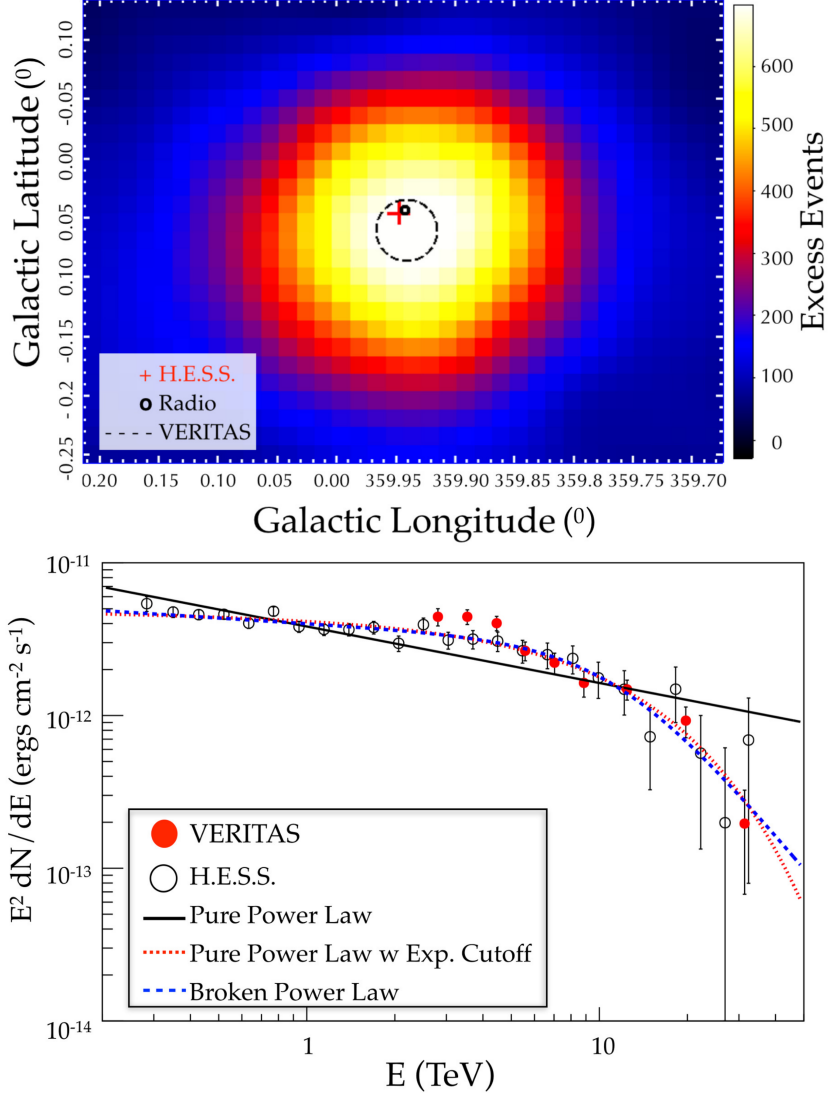 0.10
-0.05
0.00
0.05
0.10
-0.15
-0.2
-0.25
Galactic Latitude (⁰)
+ H.E.S.S.
o Radio
---- VERITAS
0.20 0.15 0.10 0.05 0.00 359.95 359.90 359.85 359.8 359.75 359.70
Galactic Longitude (⁰)
600
500
400
300
200
100
0
Excess Events
10⁻¹¹
10⁻¹²
10⁻¹³
10⁻¹⁴
E² dN/dE (ergs cm⁻² s⁻¹)
VERITAS
H.E.S.S.
Pure Power Law
Pure Power Law w Exp. Cutoff
Broken Power Law
1 10
E (TeV)